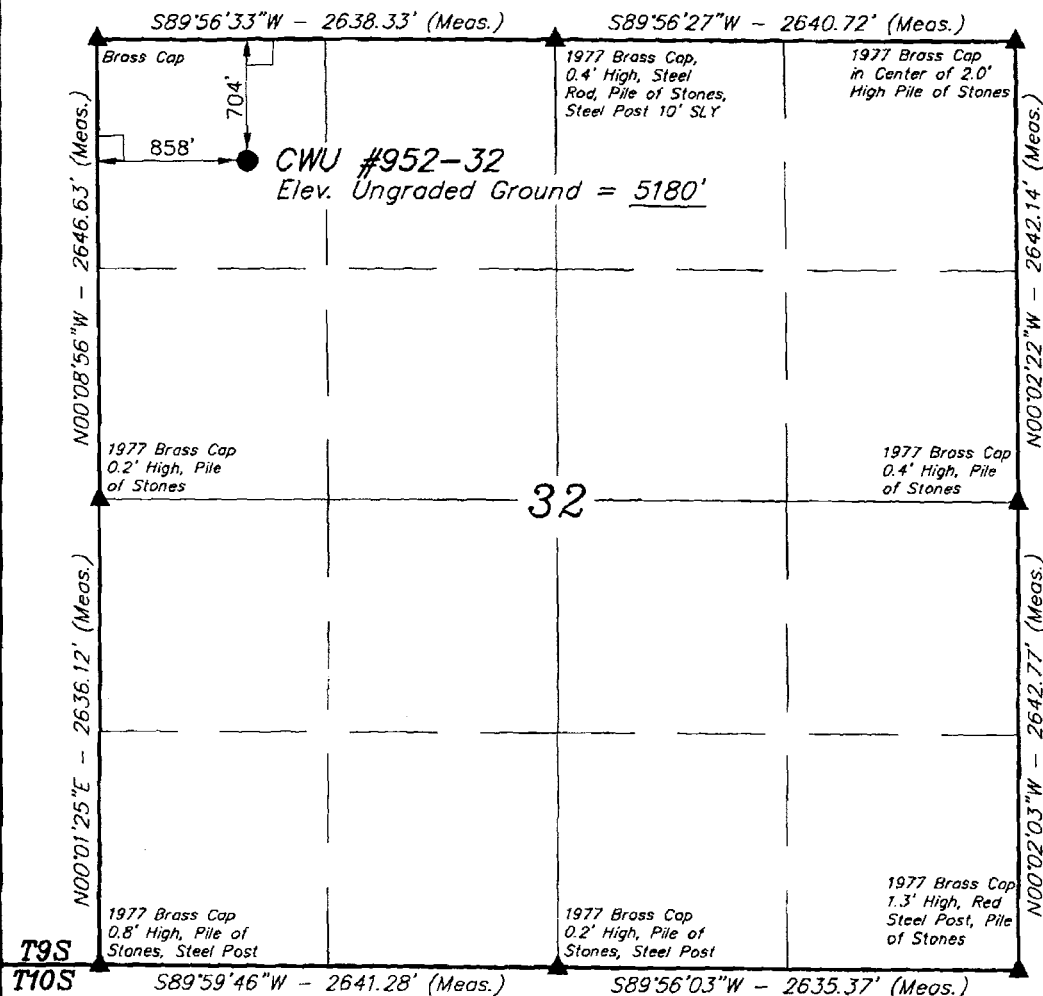 S89°56'33"W - 2638.33' (Meas.)
S89°56'27"W - 2640.72' (Meas.)
Brass Cap
1977 Brass Cap,
0.4' High, Steel
Rod, Pile of Stones,
Steel Post 10' SLY
1977 Brass Cap
in Center of 2.0'
High Pile of Stones
704'
858'
CWU #952-32
Elev. Ungraded Ground = 5180'
N00°08'56"W - 2646.63' (Meas.)
N00°02'22"W - 2642.14' (Meas.)
1977 Brass Cap
0.2' High, Pile
of Stones
1977 Brass Cap
0.4' High, Pile
of Stones
32
N00°01'25"E - 2636.12' (Meas.)
N00°02'03"W - 2642.77' (Meas.)
1977 Brass Cap
0.8' High, Pile of
Stones, Steel Post
1977 Brass Cap
0.2' High, Pile of
Stones, Steel Post
1977 Brass Cap
1.3' High, Red
Steel Post, Pile
of Stones
T9S
T10S
S89°59'46"W - 2641.28' (Meas.)
S89°56'03"W - 2635.37' (Meas.)